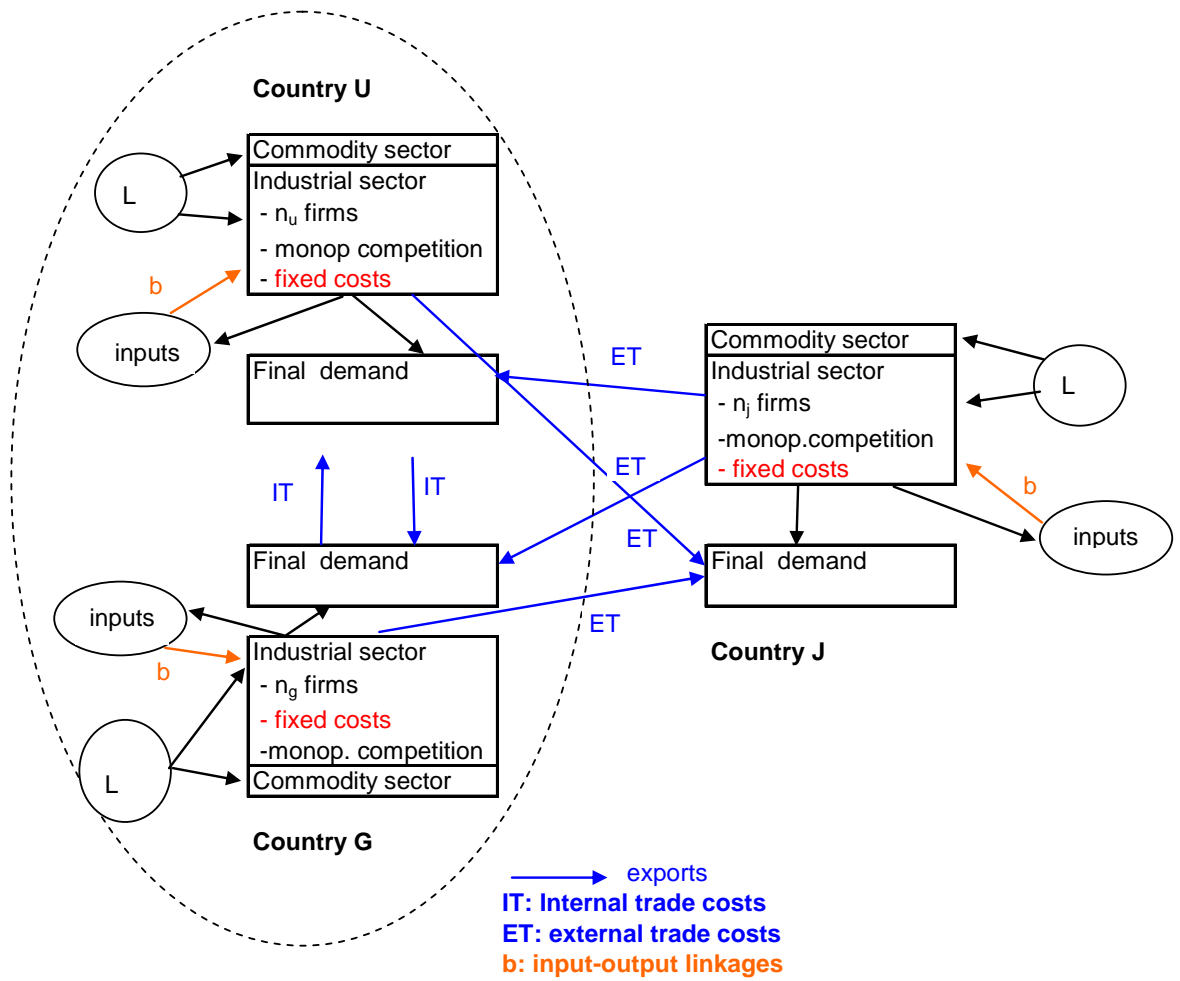 Country U
Commodity sector
Industrial sector
- nu firms
- monop competition
- fixed costs
L
b
inputs
Final demand
IT
IT
Final demand
inputs
b
Industrial sector
- ng firms
- fixed costs
-monop. competition
Commodity sector
L
Country G
ET
ET
ET
ET
Commodity sector
Industrial sector
- nj firms
-monop.competition
- fixed costs
L
b
inputs
Final demand
Country J
exports
IT: Internal trade costs
ET: external trade costs
b: input-output linkages